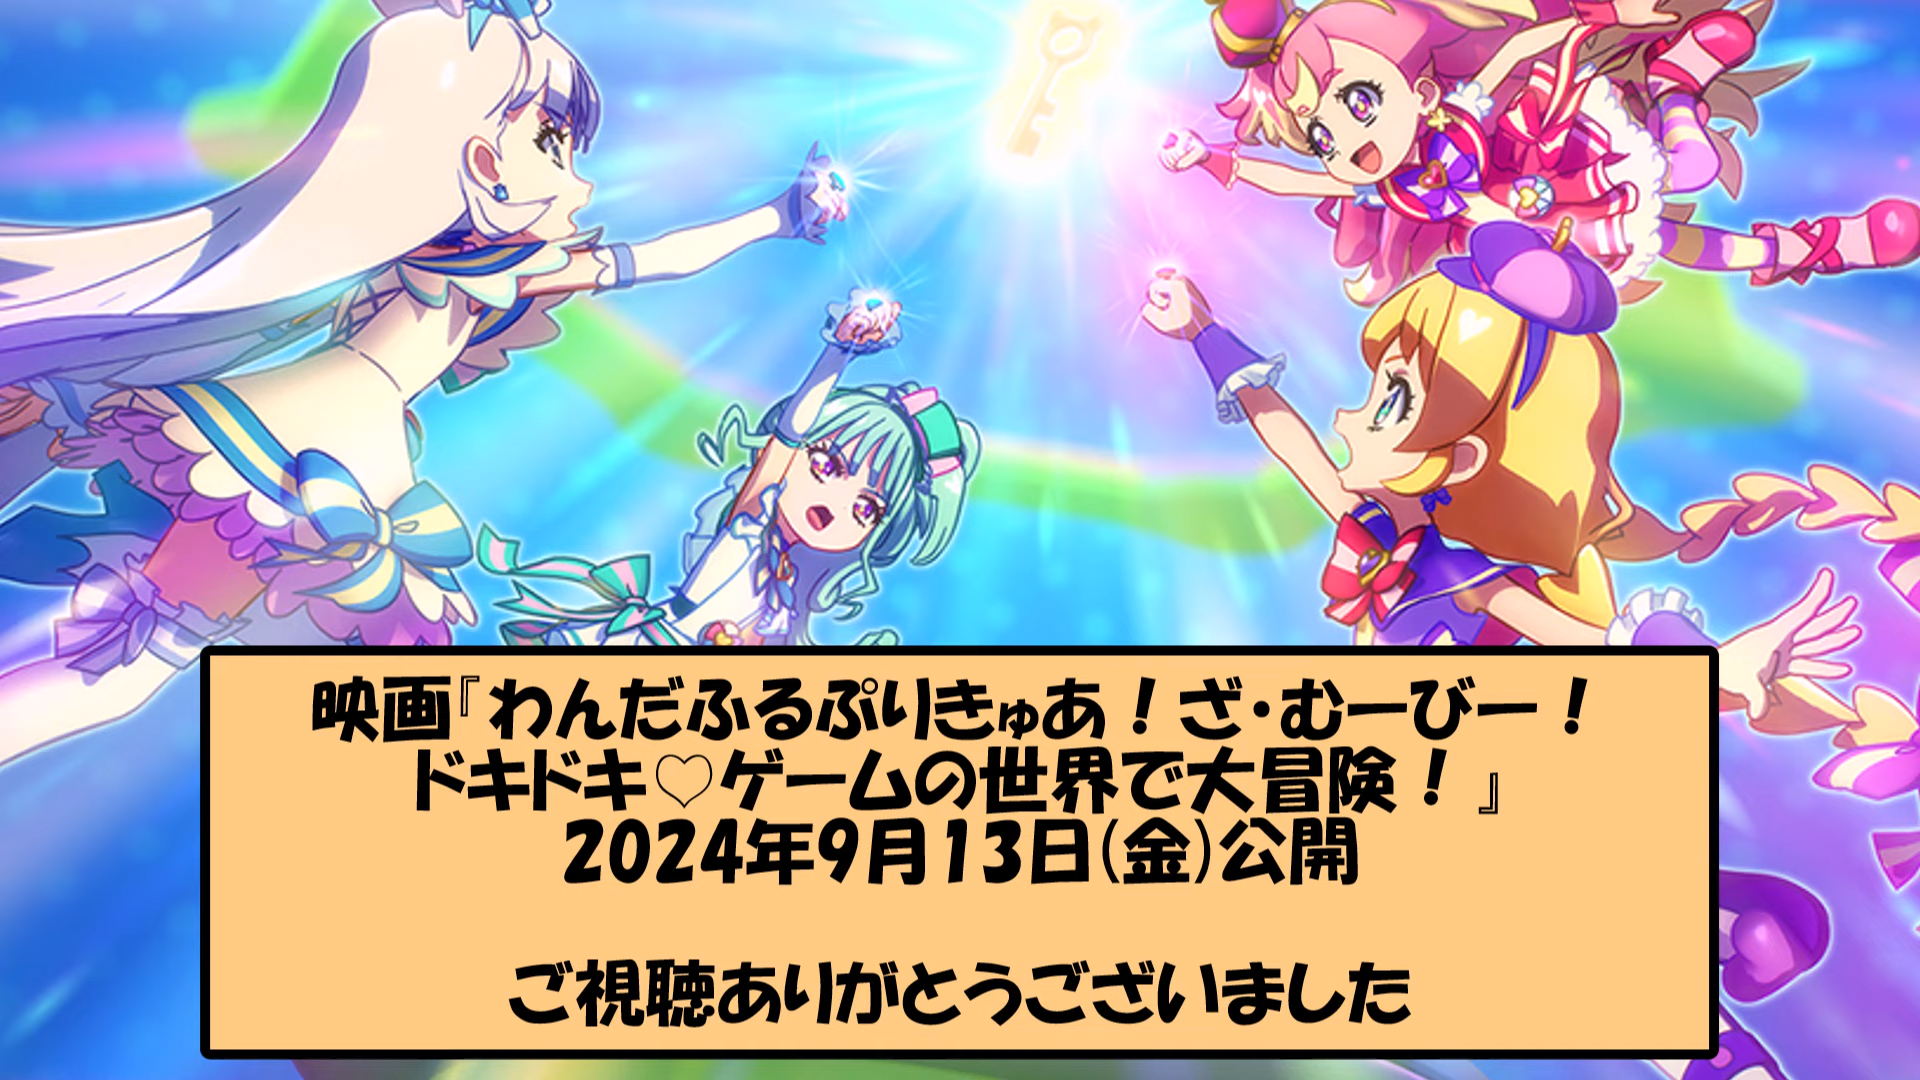 映画『わんだふるぷりきゅあ！ざ・むーびー！
ドキドキ♡ゲームの世界で大冒険！』
2024年9月13日(金)公開
ご視聴ありがとうございました